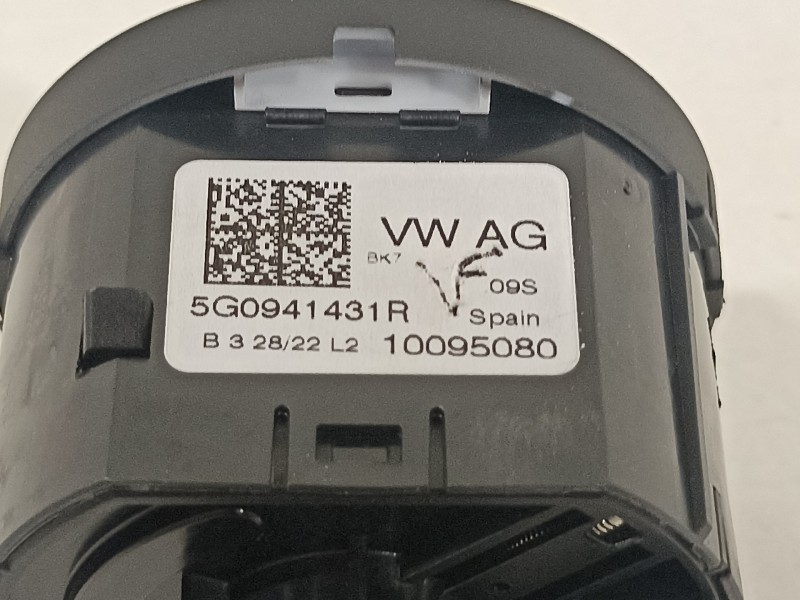 VW AG
BK7
09S
5G0941431R
Spain
B 3 28/22 L2 10095080